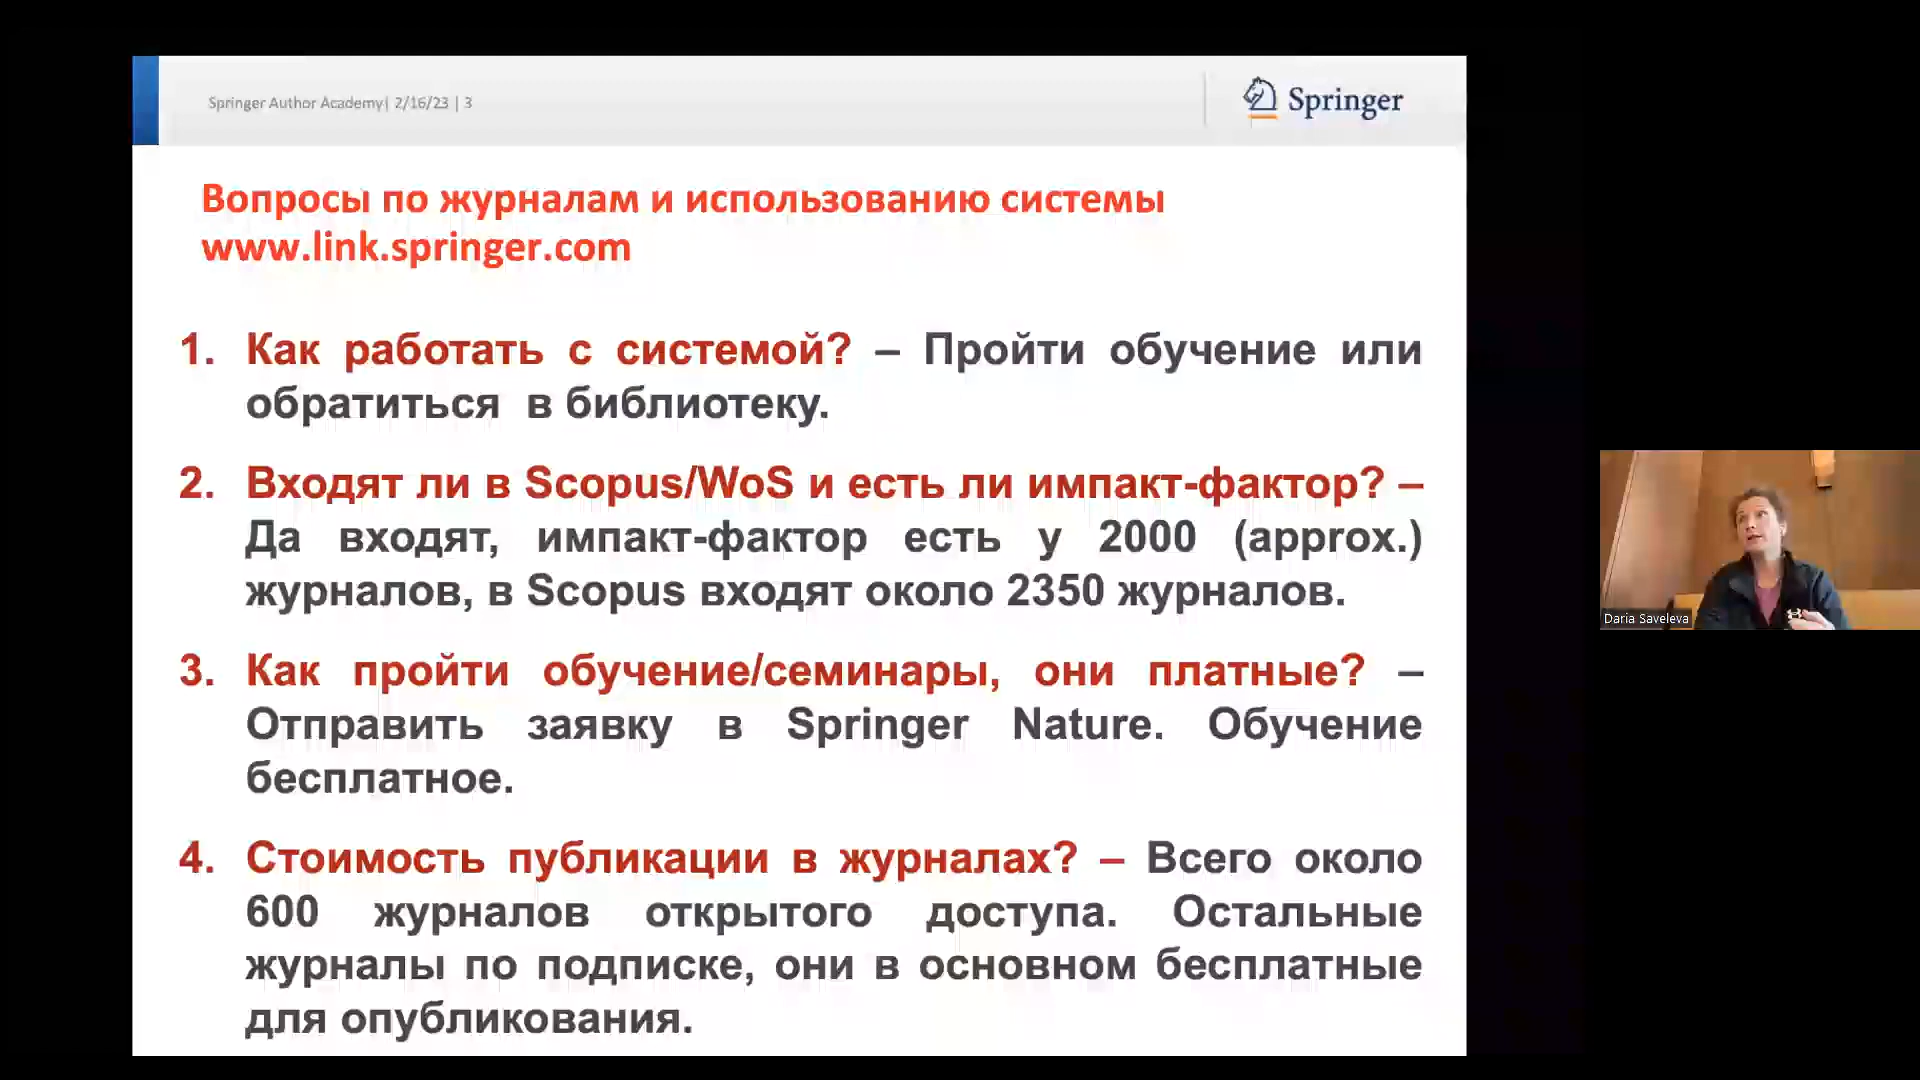 Springer Author Academy| 2/16/23 | 3
Springer
Вопросы по журналам и использованию системы
www.link.springer.com
1. Как работать с системой? – Пройти обучение или
обратиться в библиотеку.
2. Входят ли в Scopus/WoS и есть ли импакт-фактор? –
Да входят, импакт-фактор есть у 2000 (approx.)
журналов, в Scopus входят около 2350 журналов.
3. Как пройти обучение/семинары, они платные? –
Отправить заявку в Springer Nature. Обучение
бесплатное.
4. Стоимость публикации в журналах? – Всего около
600 журналов открытого доступа. Остальные
журналы по подписке, они в основном бесплатные
для опубликования.
Daria Saveleva